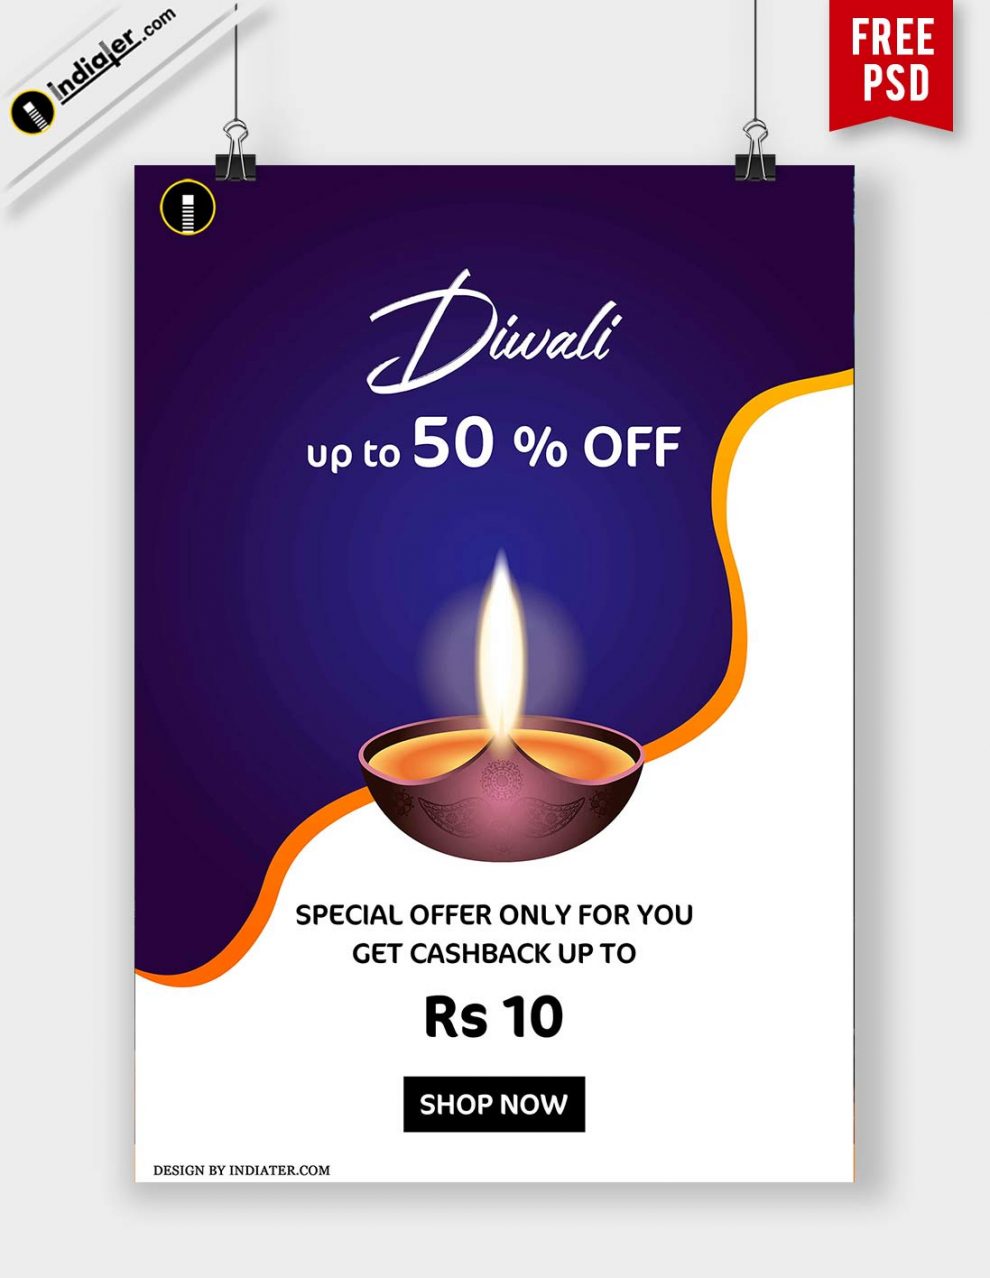 Indiater.com
FREE
PSD
Diwali
up to 50 % OFF
SPECIAL OFFER ONLY FOR YOU
GET CASHBACK UP TO
Rs 10
SHOP NOW
DESIGN BY INDIATER.COM